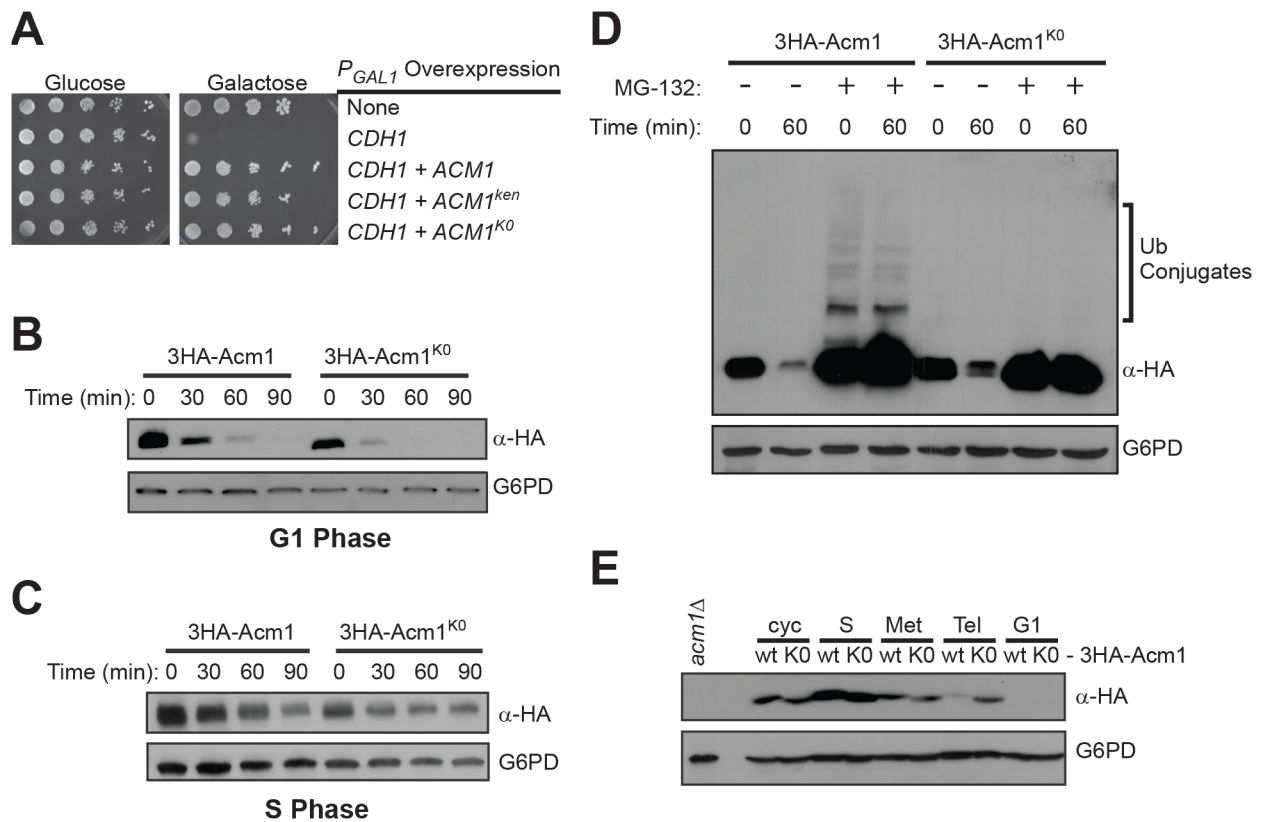 A
Glucose Galactose P_GAL1 Overexpression
None
CDH1
CDH1 + ACM1
CDH1 + ACM1^ken
CDH1 + ACM1^K0
B
3HA-Acm1 3HA-Acm1^K0
Time (min): 0 30 60 90 0 30 60 90
α-HA
G6PD
G1 Phase
C
3HA-Acm1 3HA-Acm1^K0
Time (min): 0 30 60 90 0 30 60 90
α-HA
G6PD
S Phase
D
3HA-Acm1 3HA-Acm1^K0
MG-132: - - + + - - + +
Time (min): 0 60 0 60 0 60 0 60
Ub
Conjugates
α-HA
G6PD
E
acm1Δ
cyc S Met Tel G1
wt K0 wt K0 wt K0 wt K0 wt K0 - 3HA-Acm1
α-HA
G6PD